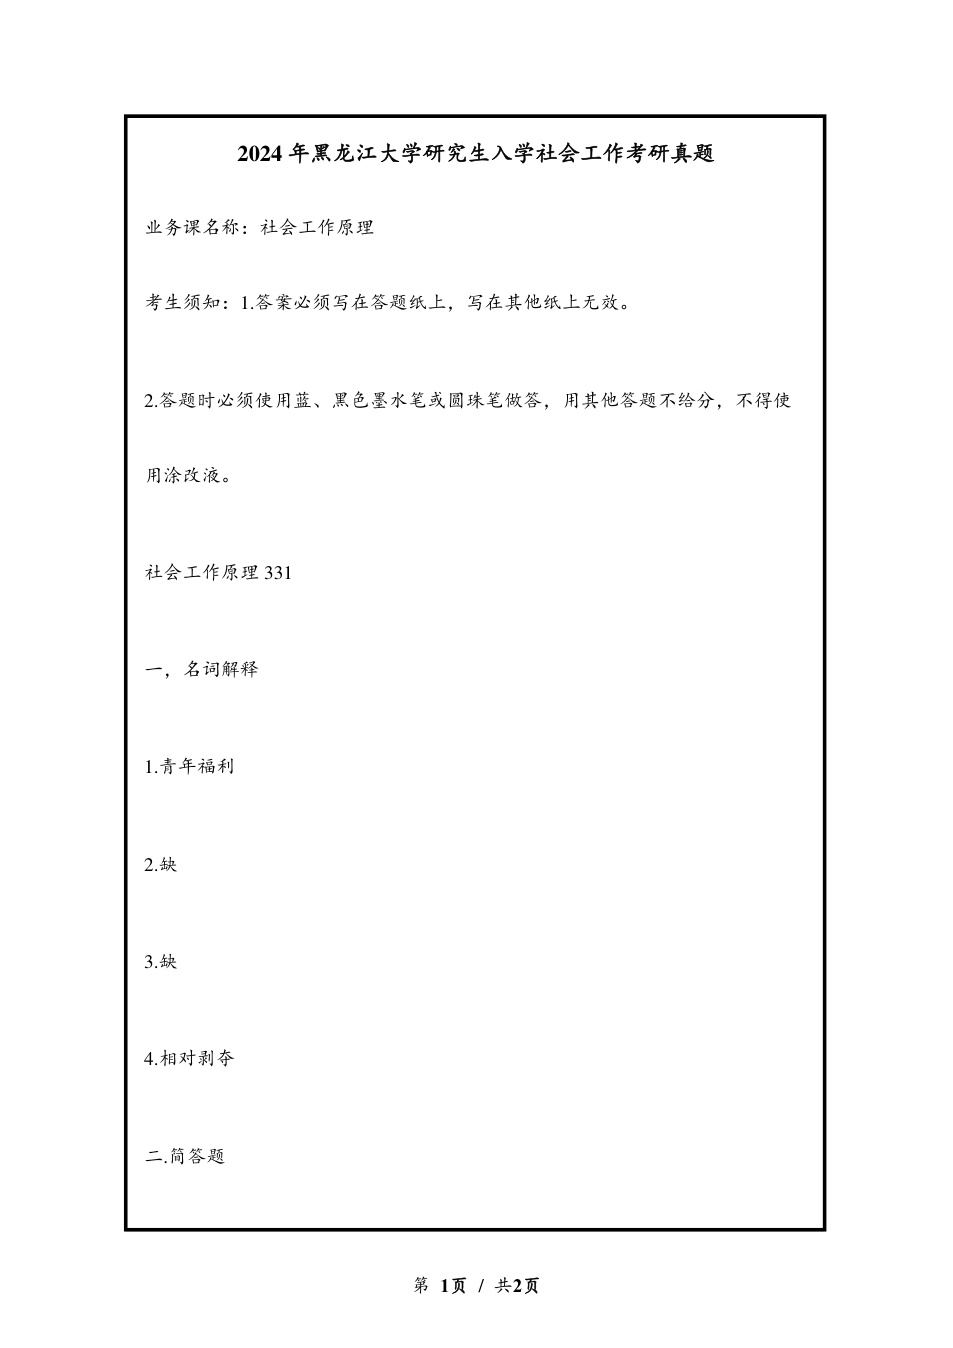 2024 年黑龙江大学研究生入学社会工作考研真题
业务课名称：社会工作原理
考生须知：1.答案必须写在答题纸上，写在其他纸上无效。
2.答题时必须使用蓝、黑色墨水笔或圆珠笔做答，用其他答题不给分，不得使
用涂改液。
社会工作原理 331
一，名词解释
1.青年福利
2.缺
3.缺
4.相对剥夺
二.简答题
第 1页 / 共2页